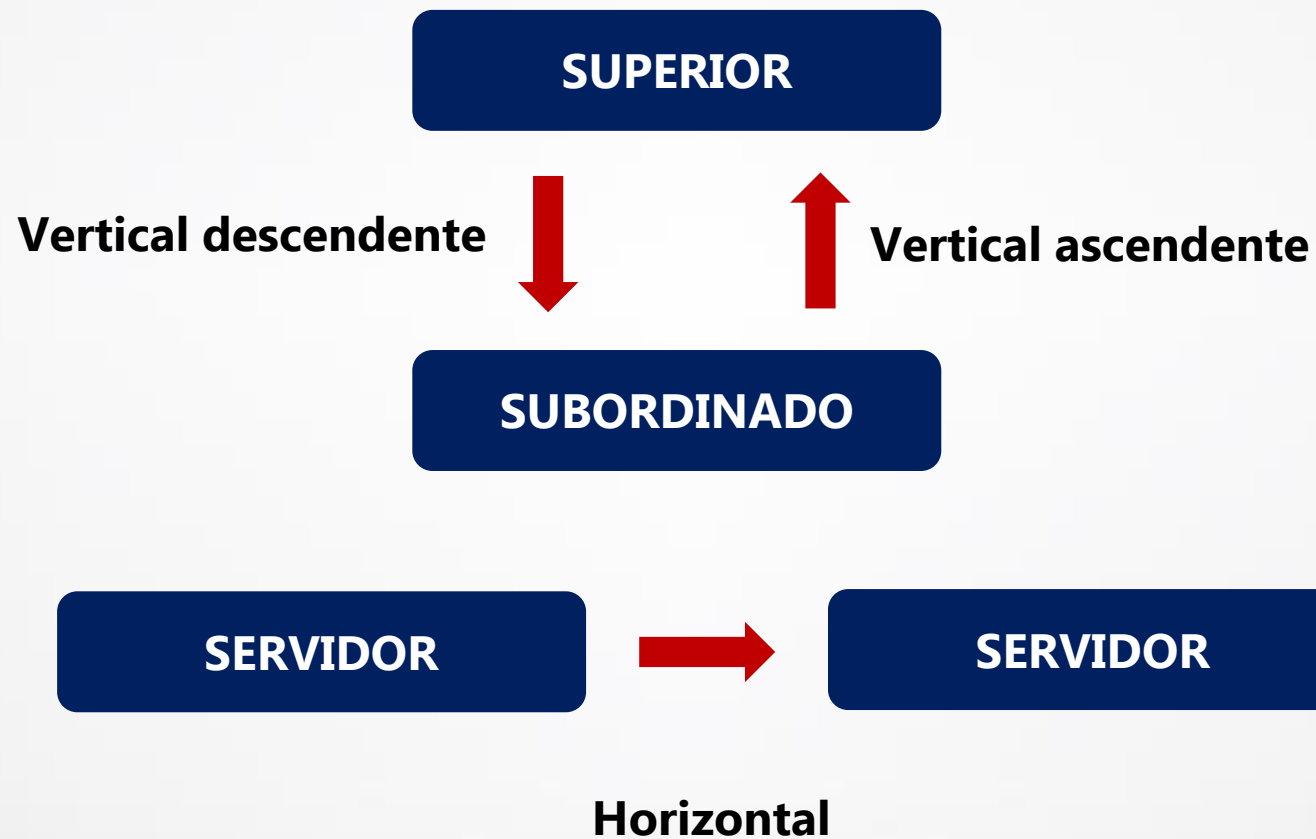 SUPERIOR
Vertical descendente
Vertical ascendente
SUBORDINADO
SERVIDOR
SERVIDOR
Horizontal